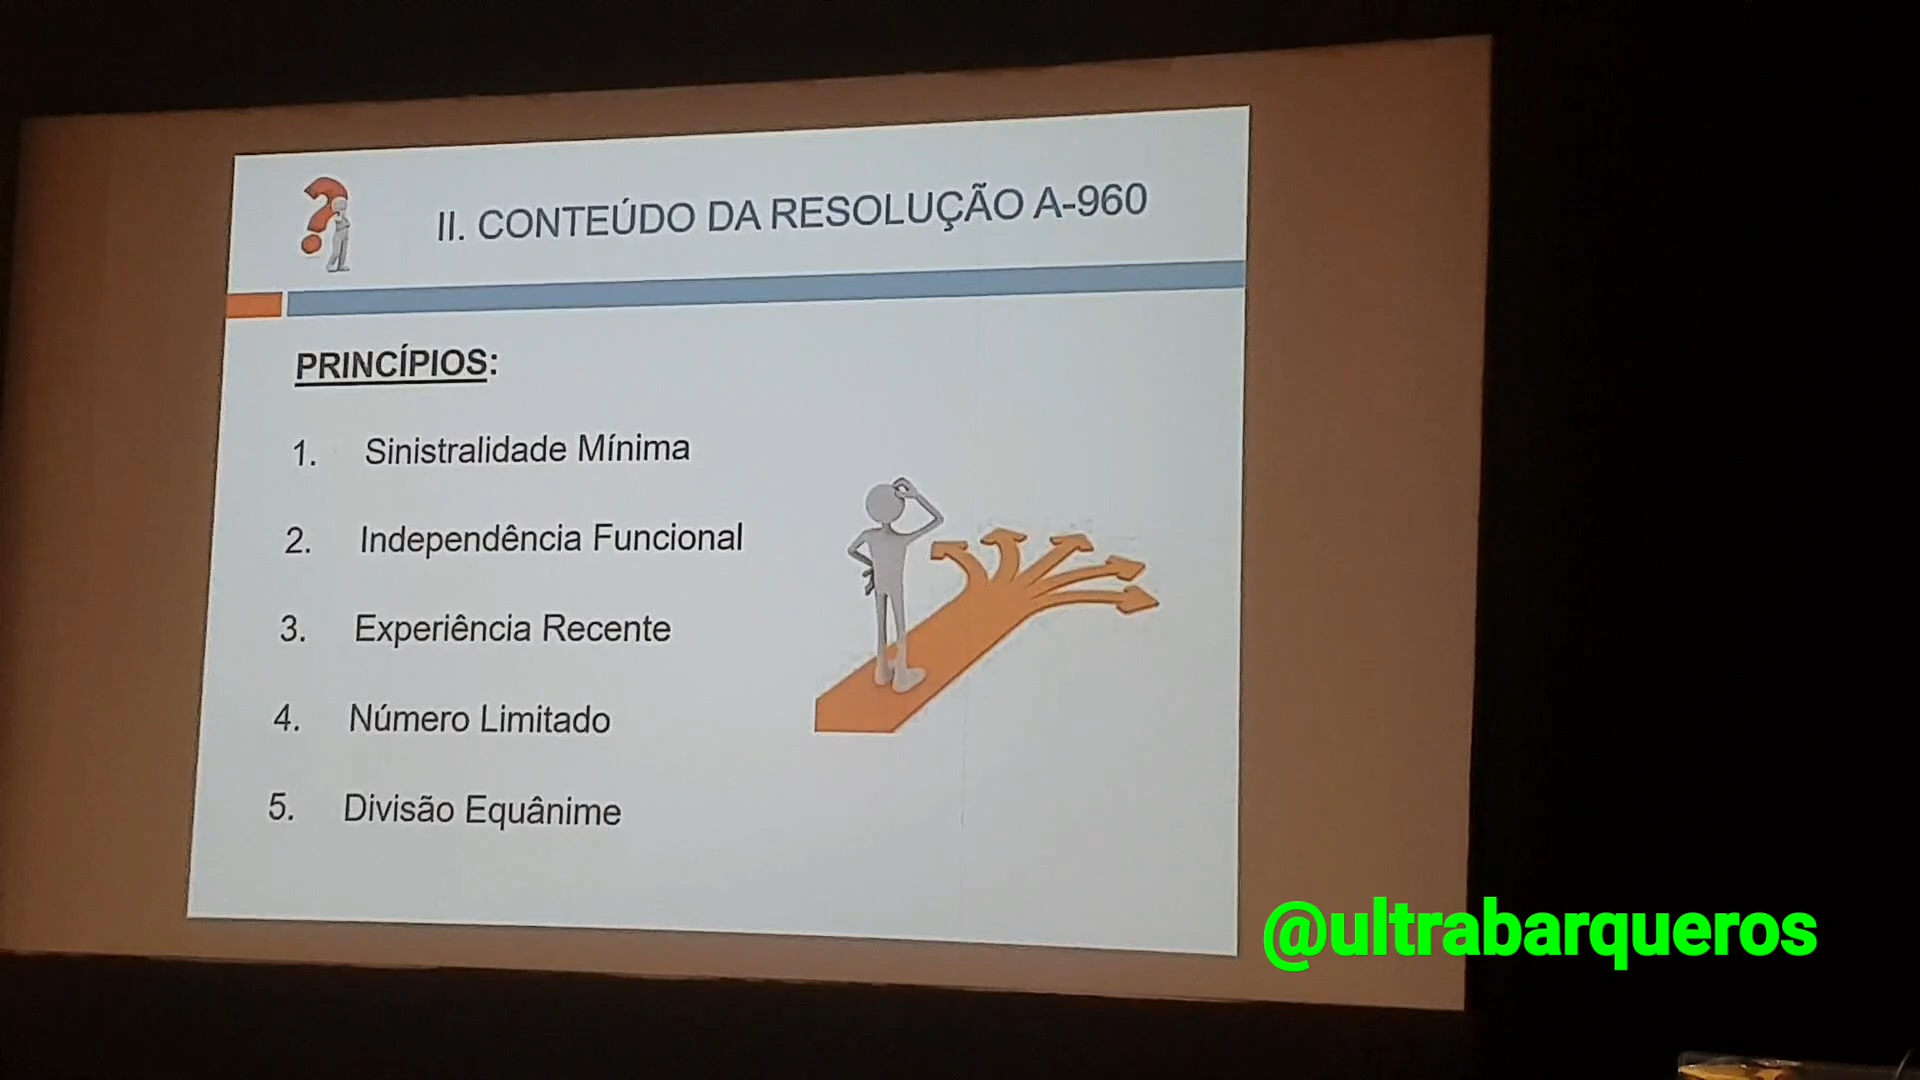 II. CONTEÚDO DA RESOLUÇÃO A-960
PRINCÍPIOS:
1. Sinistralidade Mínima
2. Independência Funcional
3. Experiência Recente
4. Número Limitado
5. Divisão Equânime
@ultrabarqueros